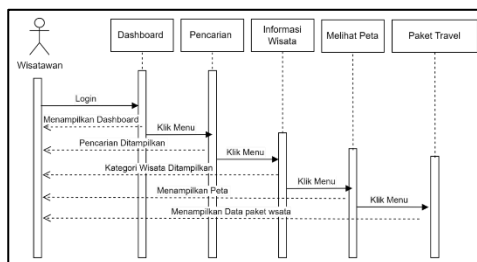 Dashboard
Pencarian
Informasi
Wisata
Melihat Peta
Paket Travel
Wisatawan
Login
Menampilkan Dashboard
Klik Menu
Pencarian Ditampilkan
Klik Menu
Kategori Wisata Ditampilkan
Klik Menu
Menampilkan Peta
Klik Menu
Menampilkan Data paket wsata